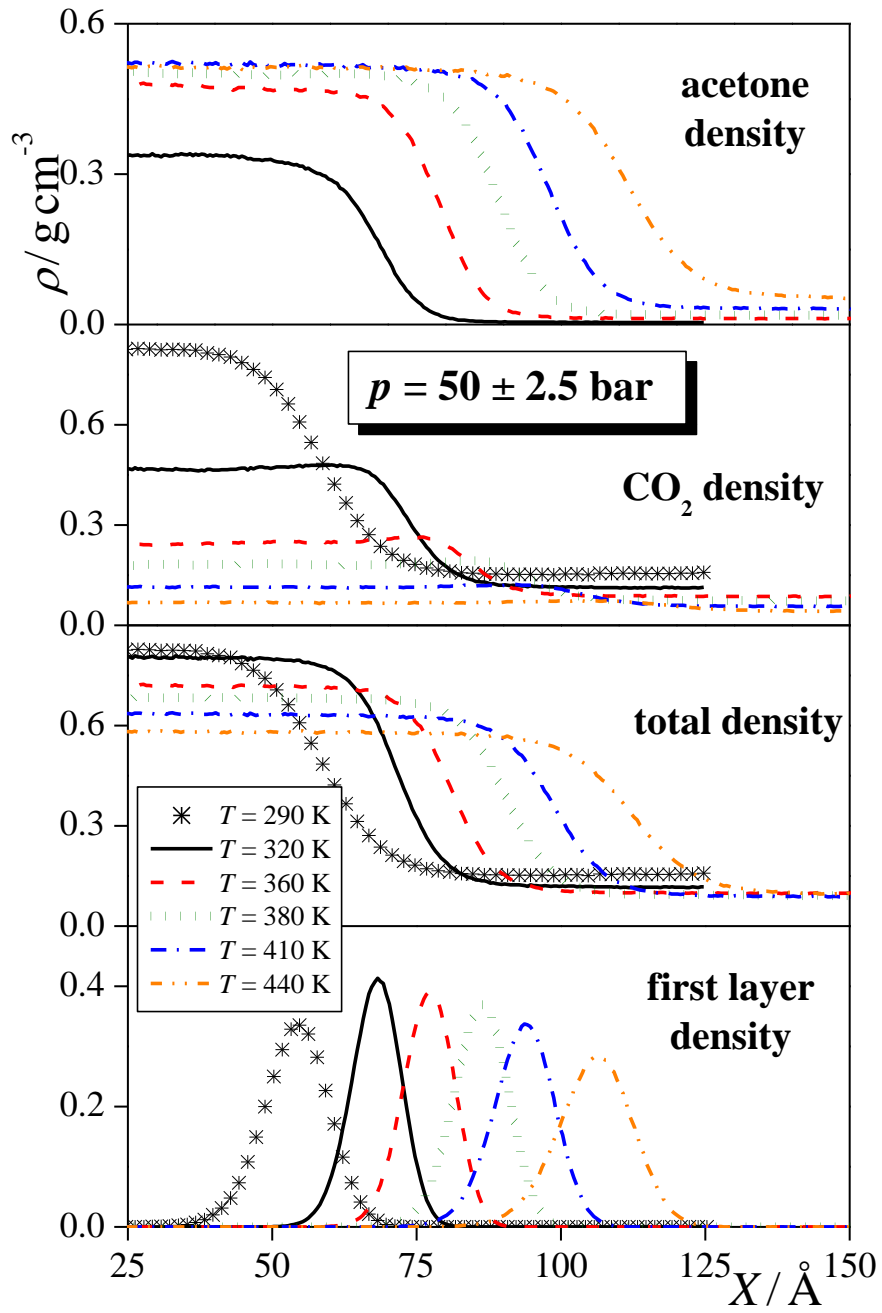 0.6
acetone
density
0.3
ρ / g cm⁻³
0.0
p = 50 ± 2.5 bar
0.6
CO₂ density
0.3
0.0
0.6
total density
0.3
T = 290 K
T = 320 K
T = 360 K
T = 380 K
T = 410 K
T = 440 K
0.0
0.4
first layer
density
0.2
0.0
25 50 75 100 125 150
X / Å